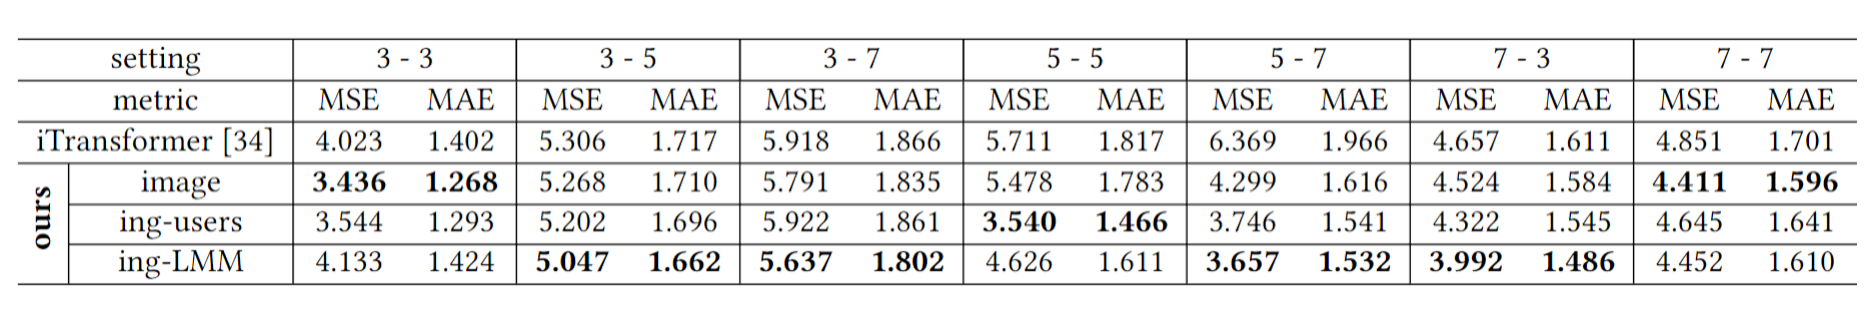 setting 3 - 3 3 - 5 3 - 7 5 - 5 5 - 7 7 - 3 7 - 7
metric MSE MAE MSE MAE MSE MAE MSE MAE MSE MAE MSE MAE MSE MAE
iTransformer [34] 4.023 1.402 5.306 1.717 5.918 1.866 5.711 1.817 6.369 1.966 4.657 1.611 4.851 1.701
ours
image 3.436 1.268 5.268 1.710 5.791 1.835 5.478 1.783 4.299 1.616 4.524 1.584 4.411 1.596
ing-users 3.544 1.293 5.202 1.696 5.922 1.861 3.540 1.466 3.746 1.541 4.322 1.545 4.645 1.641
ing-LMM 4.133 1.424 5.047 1.662 5.637 1.802 4.626 1.611 3.657 1.532 3.992 1.486 4.452 1.610